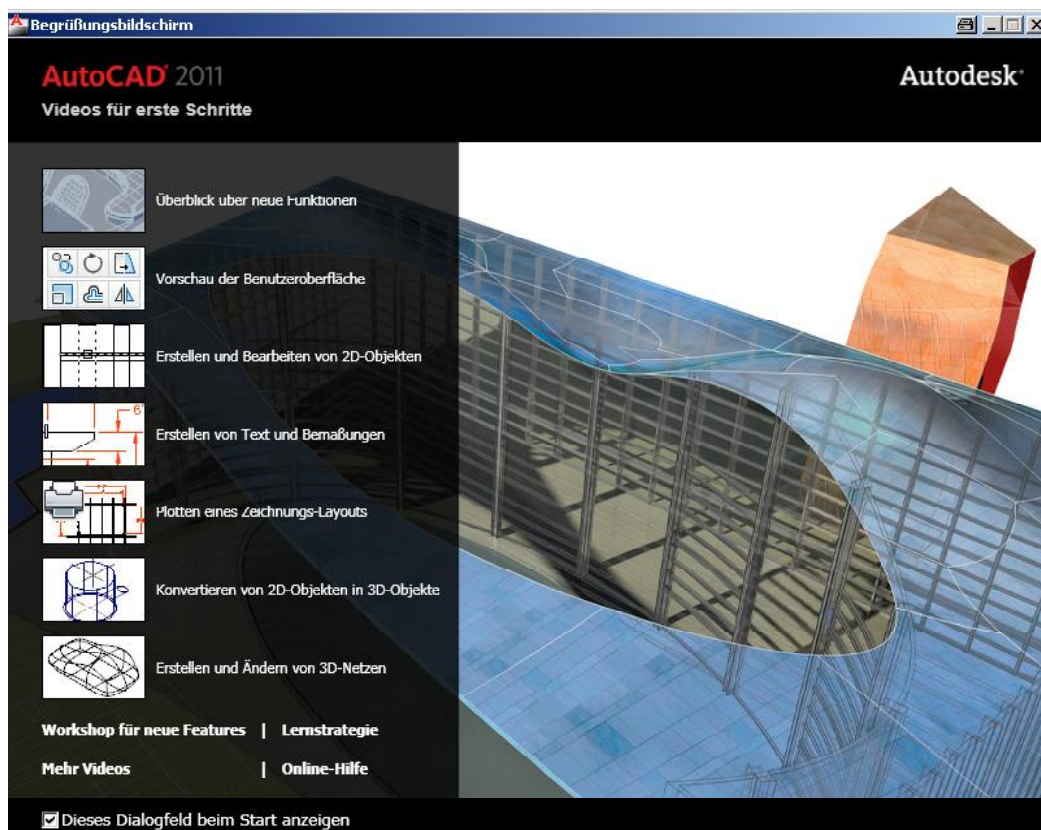 Begrüßungsbildschirm
AutoCAD 2011
Autodesk
Videos für erste Schritte
Überblick über neue Funktionen
Vorschau der Benutzeroberfläche
Erstellen und Bearbeiten von 2D-Objekten
6"
Erstellen von Text und Bemaßungen
Plotten eines Zeichnungs-Layouts
Konvertieren von 2D-Objekten in 3D-Objekte
Erstellen und Ändern von 3D-Netzen
Workshop für neue Features | Lernstrategie
Mehr Videos | Online-Hilfe
Dieses Dialogfeld beim Start anzeigen